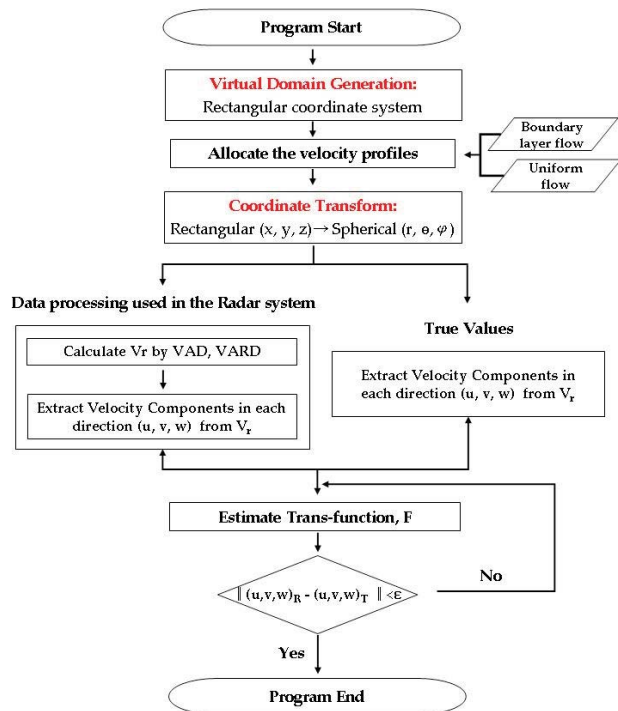 Program Start
Virtual Domain Generation:
Rectangular coordinate system
Boundary
layer flow
Allocate the velocity profiles
Uniform
flow
Coordinate Transform:
Rectangular (x, y, z)→ Spherical (r, ɵ, φ)
Data processing used in the Radar system
True Values
Calculate Vr by VAD, VARD
Extract Velocity Components in each
direction (u, v, w) from Vr
Extract Velocity Components in
each direction (u, v, w) from Vr
Estimate Trans-function, F
No
‖ (u,v,w)R - (u,v,w)T ‖ <ε
Yes
Program End